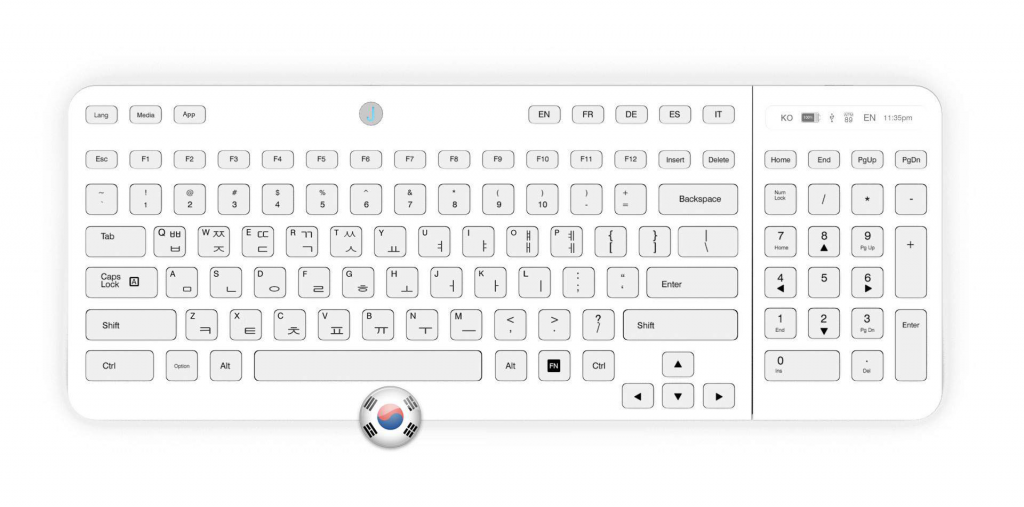 Lang Media App J EN FR DE ES IT KO EN 11:35pm
Esc F1 F2 F3 F4 F5 F6 F7 F8 F9 F10 F11 F12 Insert Delete Home End PgUp PgDn
~ ! @ # $ % ^ & * ( ) ) +
` 1 2 3 4 5 6 7 8 9 10 - = Backspace Num Lock / * -
Tab Q ㅃ W ㅉ E ㄸ R ㄲ T ㅆ Y U I O ㅒ P ㅖ { } | 7 8 9 +
ㅂ ㅈ ㄷ ㄱ ㅅ ㅛ ㅕ ㅑ ㅐ ㅔ [ ] \ Home ▲ Pg Up
Caps Lock A A S D F G H J K L : “ Enter 4 5 6
ㅁ ㄴ ㅇ ㄹ ㅎ ㅗ ㅓ ㅏ ㅣ ; ‘ ◀ ▶
Shift Z X C V B N M < > ? Shift 1 2 3 Enter
ㅋ ㅌ ㅊ ㅍ ㅠ ㅜ ㅡ , . / End ▼ Pg Dn
Ctrl Option Alt Alt FN Ctrl ▲ 0 .
Ins Del
◀ ▼ ▶